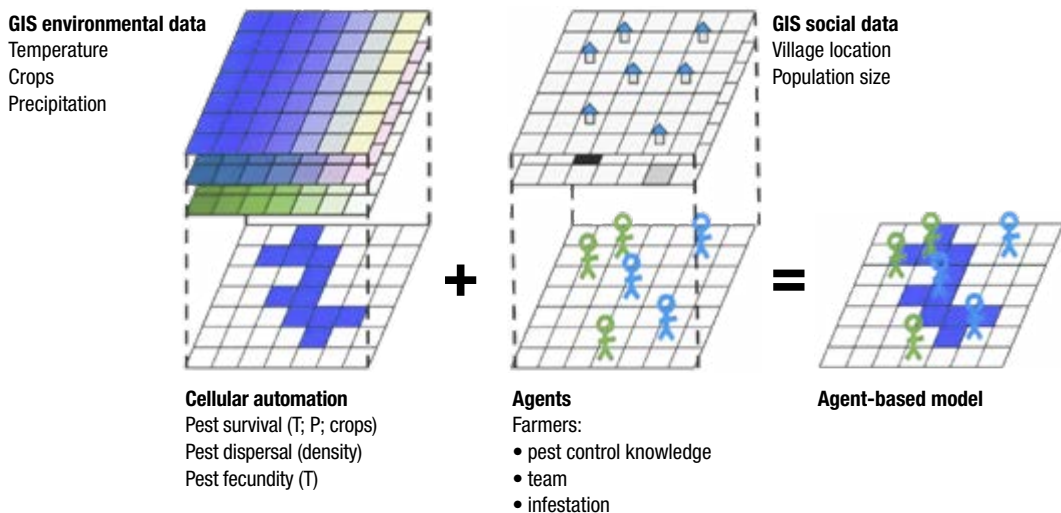 GIS environmental data
Temperature
Crops
Precipitation
GIS social data
Village location
Population size
+
=
Cellular automation
Pest survival (T; P; crops)
Pest dispersal (density)
Pest fecundity (T)
Agents
Farmers:
• pest control knowledge
• team
• infestation
Agent-based model